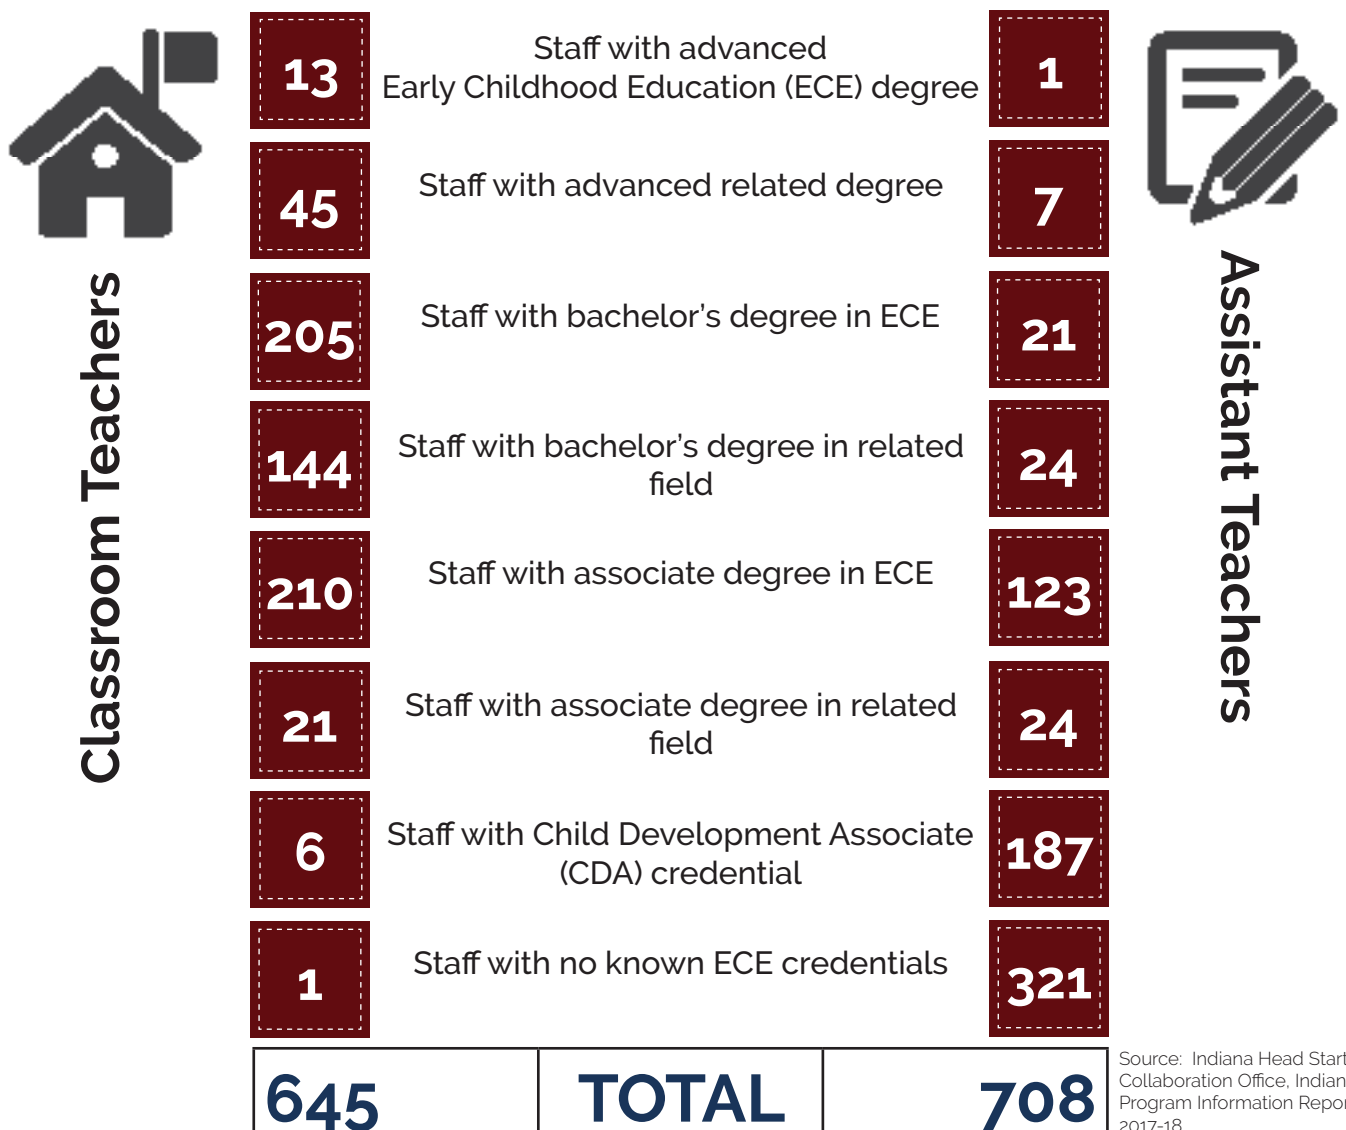 Classroom Teachers
Assistant Teachers
13
Staff with advanced
Early Childhood Education (ECE) degree
1
45
Staff with advanced related degree
7
205
Staff with bachelor’s degree in ECE
21
144
Staff with bachelor’s degree in related
field
24
210
Staff with associate degree in ECE
123
21
Staff with associate degree in related
field
24
6
Staff with Child Development Associate
(CDA) credential
187
1
Staff with no known ECE credentials
321
645
TOTAL
708
Source: Indiana Head Start
Collaboration Office,
Program Information
2017-18